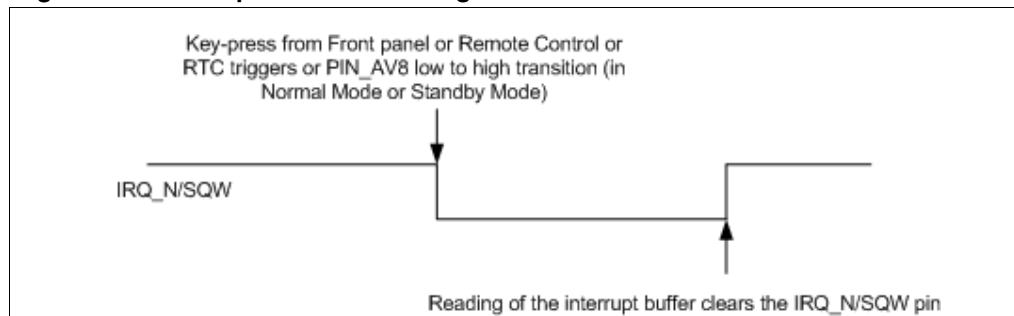 Key-press from Front panel or Remote Control or
RTC triggers or PIN_AV8 low to high transition (in
Normal Mode or Standby Mode)
IRQ_N/SQW
Reading of the interrupt buffer clears the IRQ_N/SQW pin